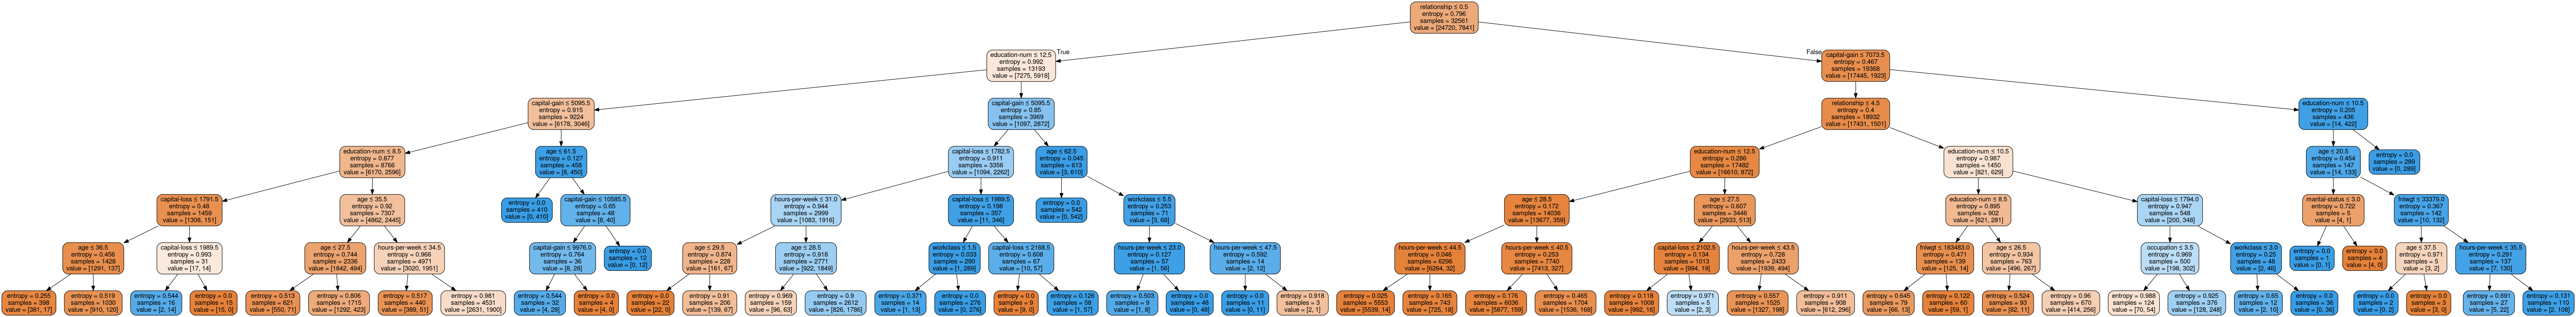 relationship ≤ 0.5
entropy = 0.796
samples = 32561
value = [24720, 7841]
True
False
education-num ≤ 12.5
entropy = 0.992
samples = 13193
value = [7275, 5918]
capital-gain ≤ 7073.5
entropy = 0.467
samples = 19368
value = [17445, 1923]
capital-gain ≤ 5095.5
entropy = 0.915
samples = 9224
value = [6178, 3046]
capital-gain ≤ 5095.5
entropy = 0.85
samples = 3969
value = [1097, 2872]
relationship ≤ 4.5
entropy = 0.4
samples = 18932
value = [17431, 1501]
education-num ≤ 10.5
entropy = 0.205
samples = 436
value = [14, 422]
education-num ≤ 8.5
entropy = 0.877
samples = 8766
value = [6170, 2596]
age ≤ 61.5
entropy = 0.127
samples = 458
value = [8, 450]
capital-loss ≤ 1782.5
entropy = 0.911
samples = 3356
value = [1094, 2262]
age ≤ 62.5
entropy = 0.045
samples = 613
value = [3, 610]
education-num ≤ 12.5
entropy = 0.286
samples = 17482
value = [16610, 872]
education-num ≤ 10.5
entropy = 0.987
samples = 1450
value = [821, 629]
age ≤ 20.5
entropy = 0.454
samples = 147
value = [14, 133]
entropy = 0.0
samples = 289
value = [0, 289]
capital-loss ≤ 1791.5
entropy = 0.48
samples = 1459
value = [1308, 151]
age ≤ 35.5
entropy = 0.92
samples = 7307
value = [4862, 2445]
entropy = 0.0
samples = 410
value = [0, 410]
capital-gain ≤ 10585.5
entropy = 0.65
samples = 48
value = [8, 40]
hours-per-week ≤ 31.0
entropy = 0.944
samples = 2999
value = [1083, 1916]
capital-loss ≤ 1989.5
entropy = 0.198
samples = 357
value = [11, 346]
entropy = 0.0
samples = 542
value = [0, 542]
workclass ≤ 5.5
entropy = 0.253
samples = 71
value = [3, 68]
age ≤ 28.5
entropy = 0.172
samples = 14036
value = [13677, 359]
age ≤ 27.5
entropy = 0.607
samples = 3446
value = [2933, 513]
education-num ≤ 8.5
entropy = 0.895
samples = 902
value = [621, 281]
capital-loss ≤ 1794.0
entropy = 0.947
samples = 548
value = [200, 348]
marital-status ≤ 3.0
entropy = 0.722
samples = 5
value = [4, 1]
fnlwgt ≤ 33379.0
entropy = 0.367
samples = 142
value = [10, 132]
age ≤ 36.5
entropy = 0.456
samples = 1428
value = [1291, 137]
capital-loss ≤ 1989.5
entropy = 0.993
samples = 31
value = [17, 14]
age ≤ 27.5
entropy = 0.744
samples = 2336
value = [1842, 494]
hours-per-week ≤ 34.5
entropy = 0.966
samples = 4971
value = [3020, 1951]
capital-gain ≤ 9976.0
entropy = 0.764
samples = 36
value = [8, 28]
entropy = 0.0
samples = 12
value = [0, 12]
age ≤ 29.5
entropy = 0.874
samples = 228
value = [161, 67]
age ≤ 28.5
entropy = 0.918
samples = 2771
value = [922, 1849]
workclass ≤ 1.5
entropy = 0.033
samples = 290
value = [1, 289]
capital-loss ≤ 2168.5
entropy = 0.608
samples = 67
value = [10, 57]
hours-per-week ≤ 23.0
entropy = 0.127
samples = 57
value = [1, 56]
hours-per-week ≤ 47.5
entropy = 0.592
samples = 14
value = [2, 12]
hours-per-week ≤ 44.5
entropy = 0.046
samples = 6296
value = [6264, 32]
hours-per-week ≤ 40.5
entropy = 0.253
samples = 7740
value = [7413, 327]
capital-loss ≤ 2102.5
entropy = 0.134
samples = 1013
value = [994, 19]
hours-per-week ≤ 43.5
entropy = 0.728
samples = 2433
value = [1939, 494]
fnlwgt ≤ 183483.0
entropy = 0.471
samples = 139
value = [125, 14]
age ≤ 26.5
entropy = 0.934
samples = 763
value = [496, 267]
occupation ≤ 3.5
entropy = 0.969
samples = 500
value = [198, 302]
workclass ≤ 3.0
entropy = 0.25
samples = 48
value = [2, 46]
entropy = 0.0
samples = 1
value = [0, 1]
entropy = 0.0
samples = 4
value = [4, 0]
age ≤ 37.5
entropy = 0.971
samples = 5
value = [3, 2]
hours-per-week ≤ 35.5
entropy = 0.291
samples = 137
value = [7, 130]
entropy = 0.255
samples = 398
value = [381, 17]
entropy = 0.519
samples = 1030
value = [910, 120]
entropy = 0.544
samples = 16
value = [2, 14]
entropy = 0.0
samples = 15
value = [15, 0]
entropy = 0.513
samples = 621
value = [550, 71]
entropy = 0.806
samples = 1715
value = [1292, 423]
entropy = 0.517
samples = 440
value = [389, 51]
entropy = 0.981
samples = 4531
value = [2631, 1900]
entropy = 0.544
samples = 32
value = [4, 28]
entropy = 0.0
samples = 4
value = [4, 0]
entropy = 0.0
samples = 22
value = [22, 0]
entropy = 0.91
samples = 206
value = [139, 67]
entropy = 0.969
samples = 159
value = [96, 63]
entropy = 0.9
samples = 2612
value = [826, 1786]
entropy = 0.371
samples = 14
value = [1, 13]
entropy = 0.0
samples = 276
value = [0, 276]
entropy = 0.0
samples = 9
value = [9, 0]
entropy = 0.126
samples = 58
value = [1, 57]
entropy = 0.503
samples = 9
value = [1, 8]
entropy = 0.0
samples = 48
value = [0, 48]
entropy = 0.0
samples = 11
value = [0, 11]
entropy = 0.918
samples = 3
value = [2, 1]
entropy = 0.025
samples = 5553
value = [5539, 14]
entropy = 0.165
samples = 743
value = [725, 18]
entropy = 0.176
samples = 6036
value = [5877, 159]
entropy = 0.465
samples = 1704
value = [1536, 168]
entropy = 0.118
samples = 1008
value = [992, 16]
entropy = 0.971
samples = 5
value = [2, 3]
entropy = 0.557
samples = 1525
value = [1327, 198]
entropy = 0.911
samples = 908
value = [612, 296]
entropy = 0.645
samples = 79
value = [66, 13]
entropy = 0.122
samples = 60
value = [59, 1]
entropy = 0.524
samples = 93
value = [82, 11]
entropy = 0.96
samples = 670
value = [414, 256]
entropy = 0.988
samples = 124
value = [70, 54]
entropy = 0.925
samples = 376
value = [128, 248]
entropy = 0.65
samples = 12
value = [2, 10]
entropy = 0.0
samples = 36
value = [0, 36]
entropy = 0.0
samples = 2
value = [0, 2]
entropy = 0.0
samples = 3
value = [3, 0]
entropy = 0.691
samples = 27
value = [5, 22]
entropy = 0.131
samples = 110
value = [2, 108]